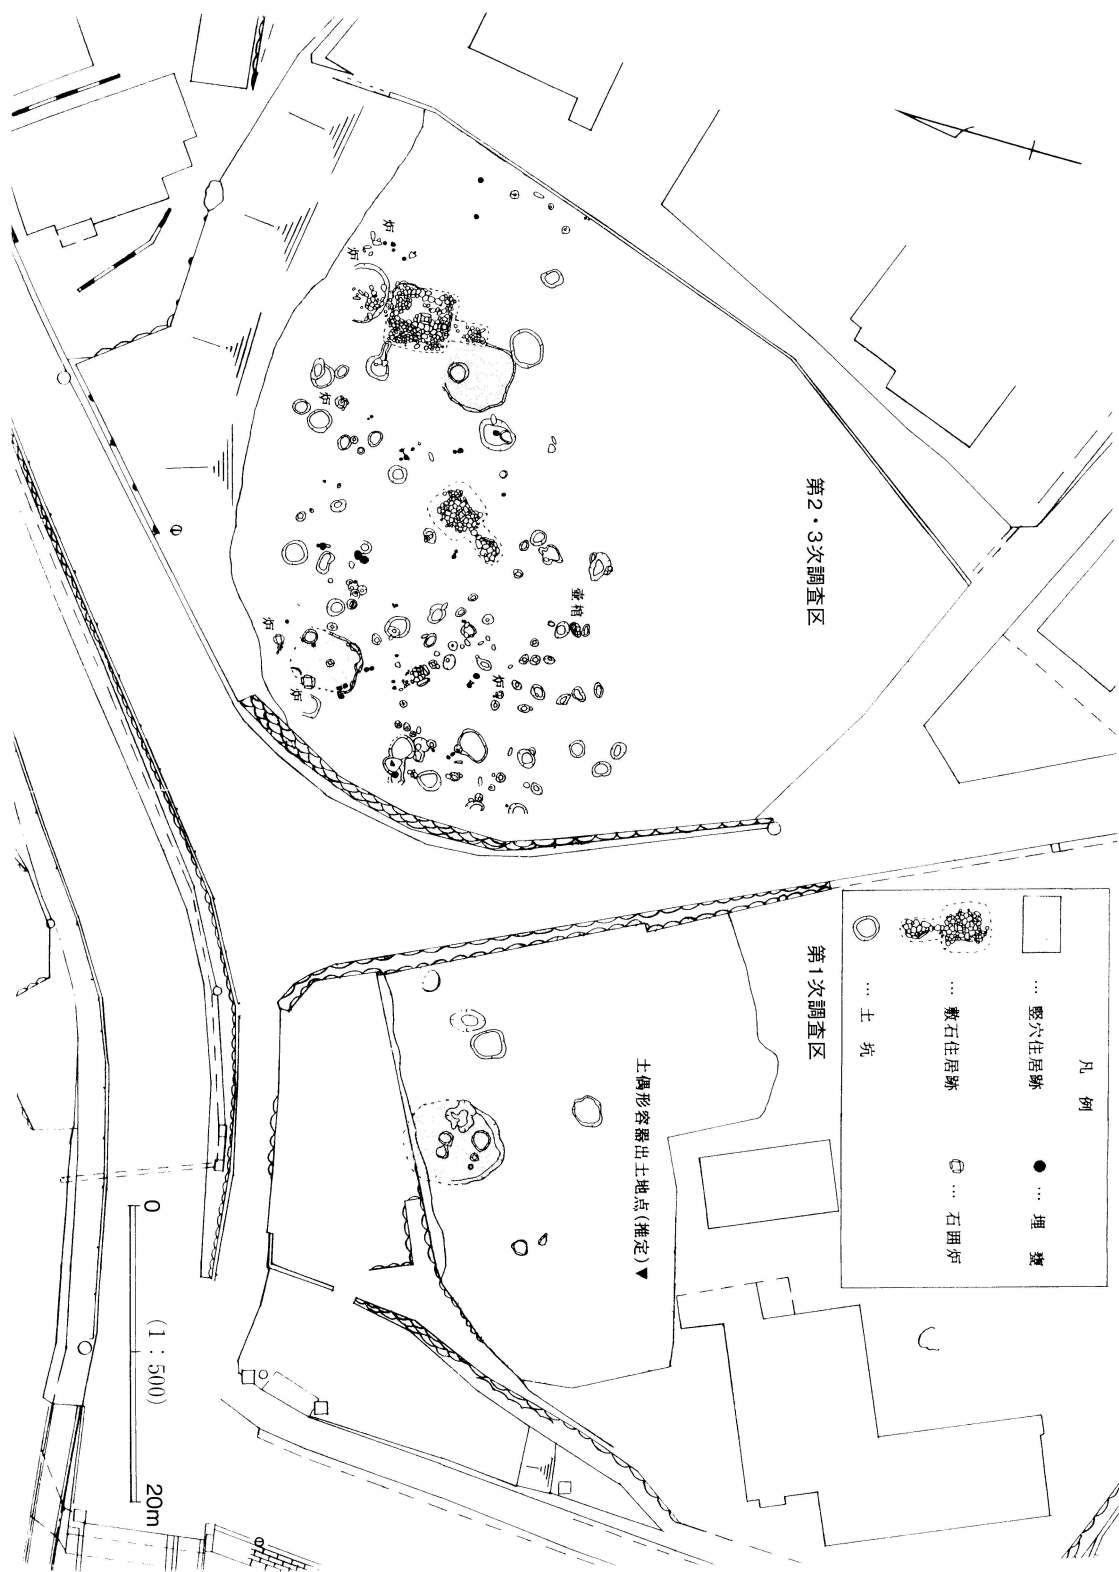 第2・3次調査区
炉
炉
炉
壺棺
炉
炉
炉
第1次調査区
土偶形容器出土地点(推定)▼
凡例
… 竪穴住居跡
… 敷石住居跡
… 土坑
… 埋甕
… 石囲炉
0
(1:500)
20m